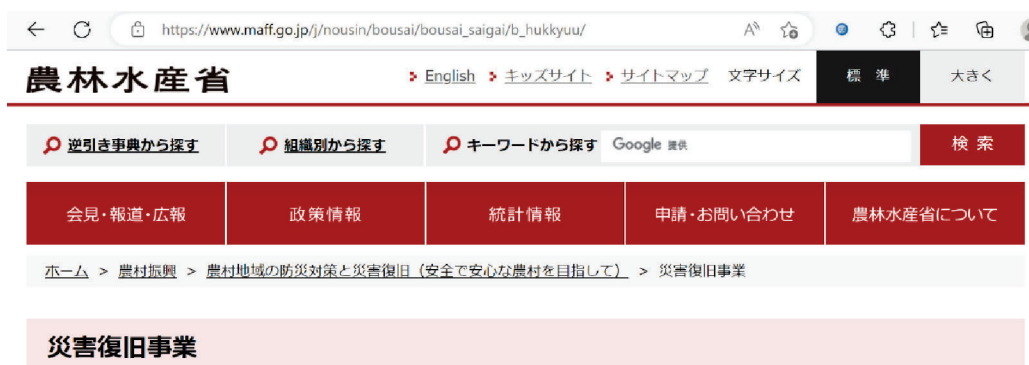 https://www.maff.go.jp/j/nousin/bousai/bousai_saigai/b_hukkyuu/
農林水産省 English キッズサイト サイトマップ 文字サイズ 標準 大きく
逆引き事典から探す 組織別から探す キーワードから探す Google 提供 検索
会見・報道・広報 政策情報 統計情報 申請・お問い合わせ 農林水産省について
ホーム > 農村振興 > 農村地域の防災対策と災害復旧（安全で安心な農村を目指して） > 災害復旧事業
災害復旧事業